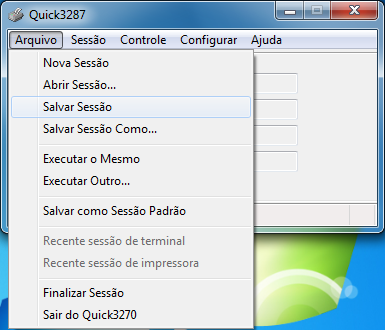 Quick3287
Arquivo Sessão Controle Configurar Ajuda
Nova Sessão
Abrir Sessão...
Salvar Sessão
Salvar Sessão Como...
Executar o Mesmo
Executar Outro...
Salvar como Sessão Padrão
Recente sessão de terminal
Recente sessão de impressora
Finalizar Sessão
Sair do Quick3270